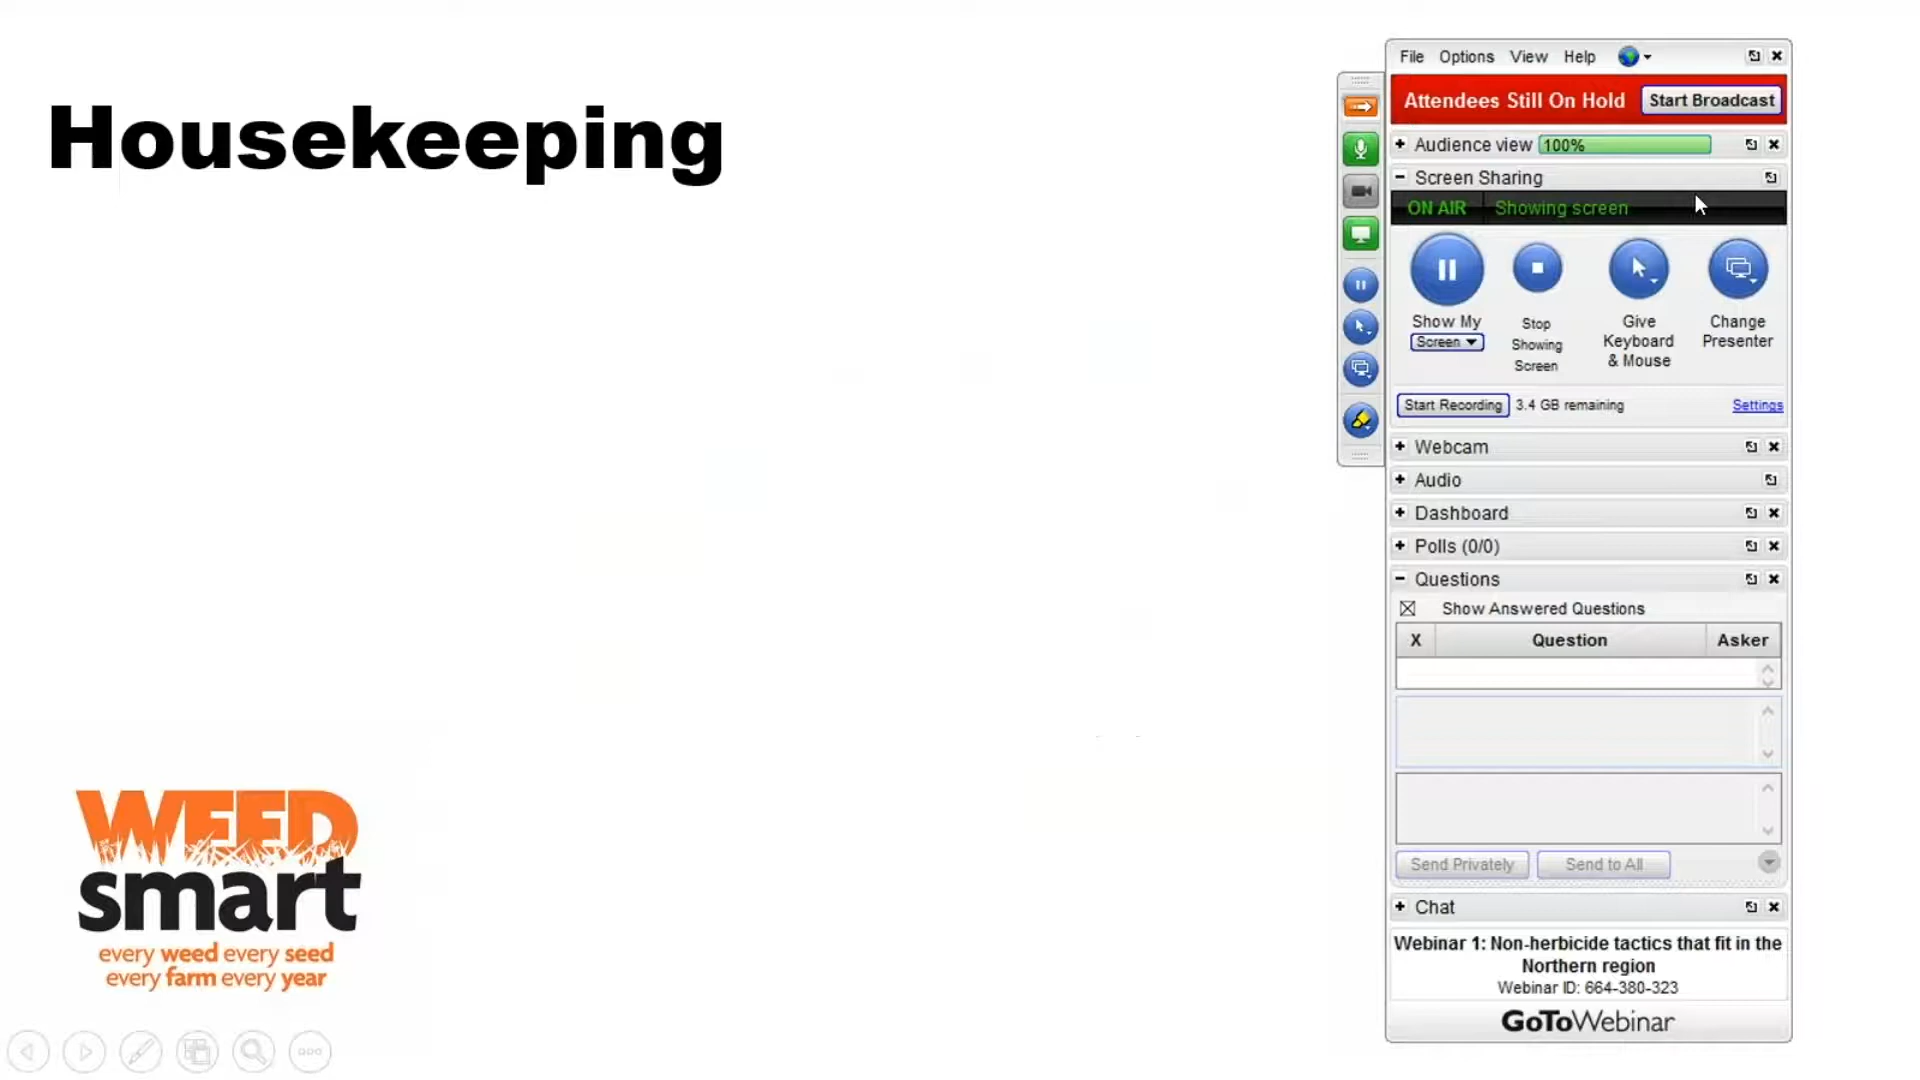 Housekeeping
File Options View Help
Attendees Still On Hold Start Broadcast
+ Audience view 100%
− Screen Sharing
ON AIR Showing screen
Show My
Screen
Stop
Showing
Screen
Give
Keyboard
& Mouse
Change
Presenter
Start Recording 3.4 GB remaining Settings
+ Webcam
+ Audio
+ Dashboard
+ Polls (0/0)
− Questions
Show Answered Questions
X Question Asker
Send Privately Send to All
+ Chat
Webinar 1: Non-herbicide tactics that fit in the
Northern region
Webinar ID: 664-380-323
GoToWebinar
WEED
smart
every weed every seed
every farm every year